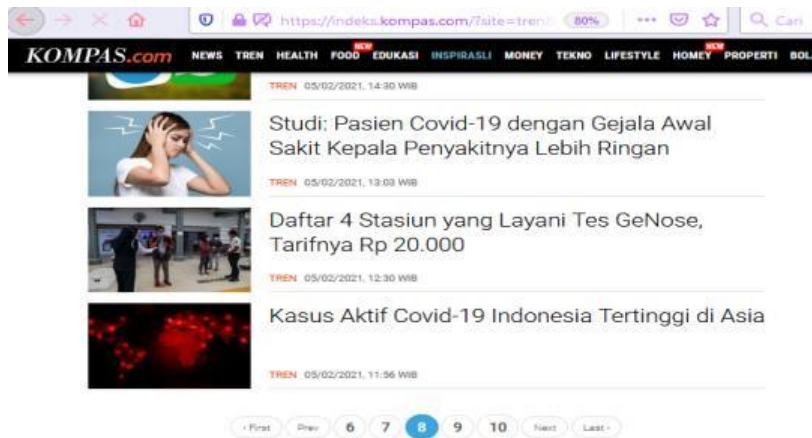 https://indeks.kompas.com/?site=tren
80%
Cari
KOMPAS.com NEWS TREN HEALTH FOOD NEW EDUKASI INSPIRASLI MONEY TEKNO LIFESTYLE HOMEY NEW PROPERTI BOLA
TREN 05/02/2021, 14:30 WIB
Studi: Pasien Covid-19 dengan Gejala Awal
Sakit Kepala Penyakitnya Lebih Ringan
TREN 05/02/2021, 13:03 WIB
Daftar 4 Stasiun yang Layani Tes GeNose,
Tarifnya Rp 20.000
TREN 05/02/2021, 12:30 WIB
Kasus Aktif Covid-19 Indonesia Tertinggi di Asia
TREN 05/02/2021, 11:56 WIB
‹ First Prev 6 7 8 9 10 Next Last ›